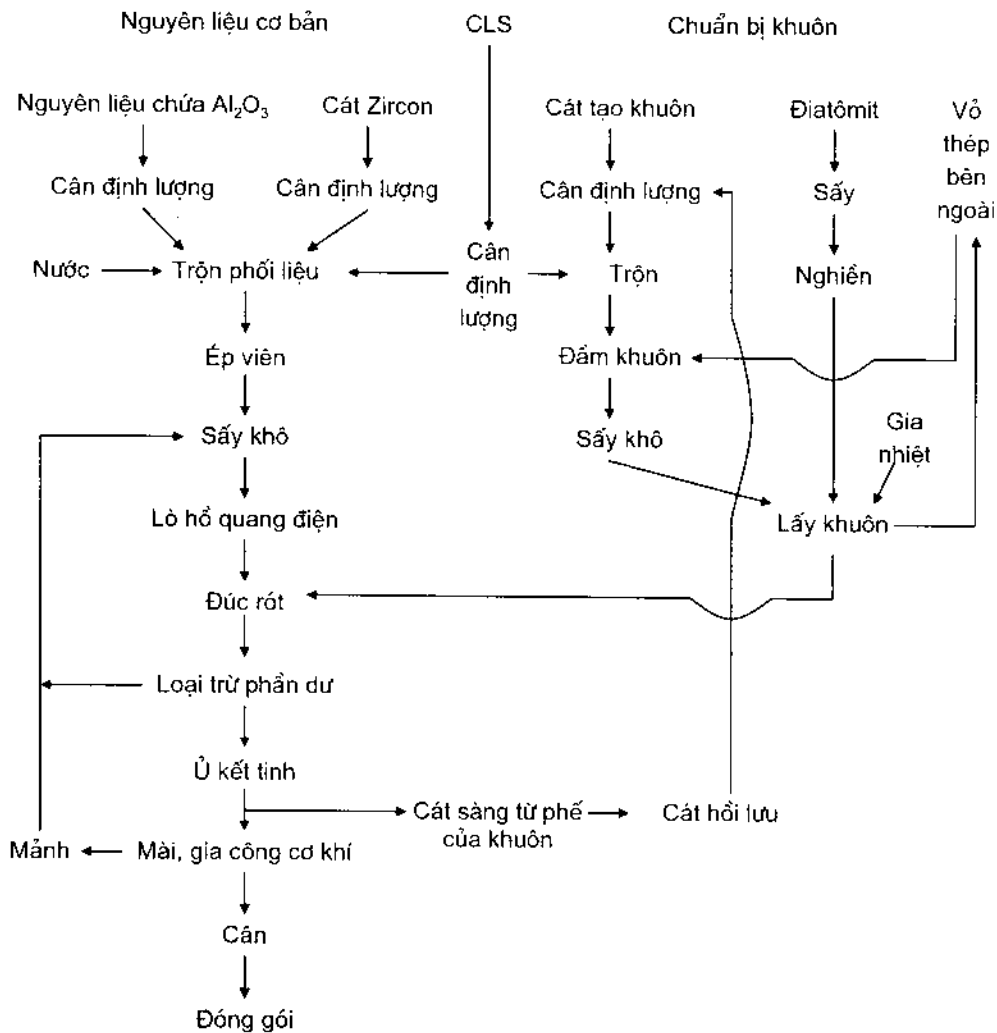 Nguyên liệu cơ bản
CLS
Chuẩn bị khuôn
Nguyên liệu chứa Al₂O₃
Cát Zircon
Cát tạo khuôn
Điatômit
Vỏ
thép
bên
ngoài
Cân định lượng
Cân định lượng
Cân định lượng
Sấy
Nước
Trộn phối liệu
Cân
định
lượng
Trộn
Nghiền
Ép viên
Đầm khuôn
Sấy khô
Sấy khô
Gia
nhiệt
Lò hồ quang điện
Lấy khuôn
Đúc rót
Loại trừ phần dư
Ủ kết tinh
Cát sàng từ phế
của khuôn
Cát hồi lưu
Mảnh
Mài, gia công cơ khí
Cân
Đóng gói